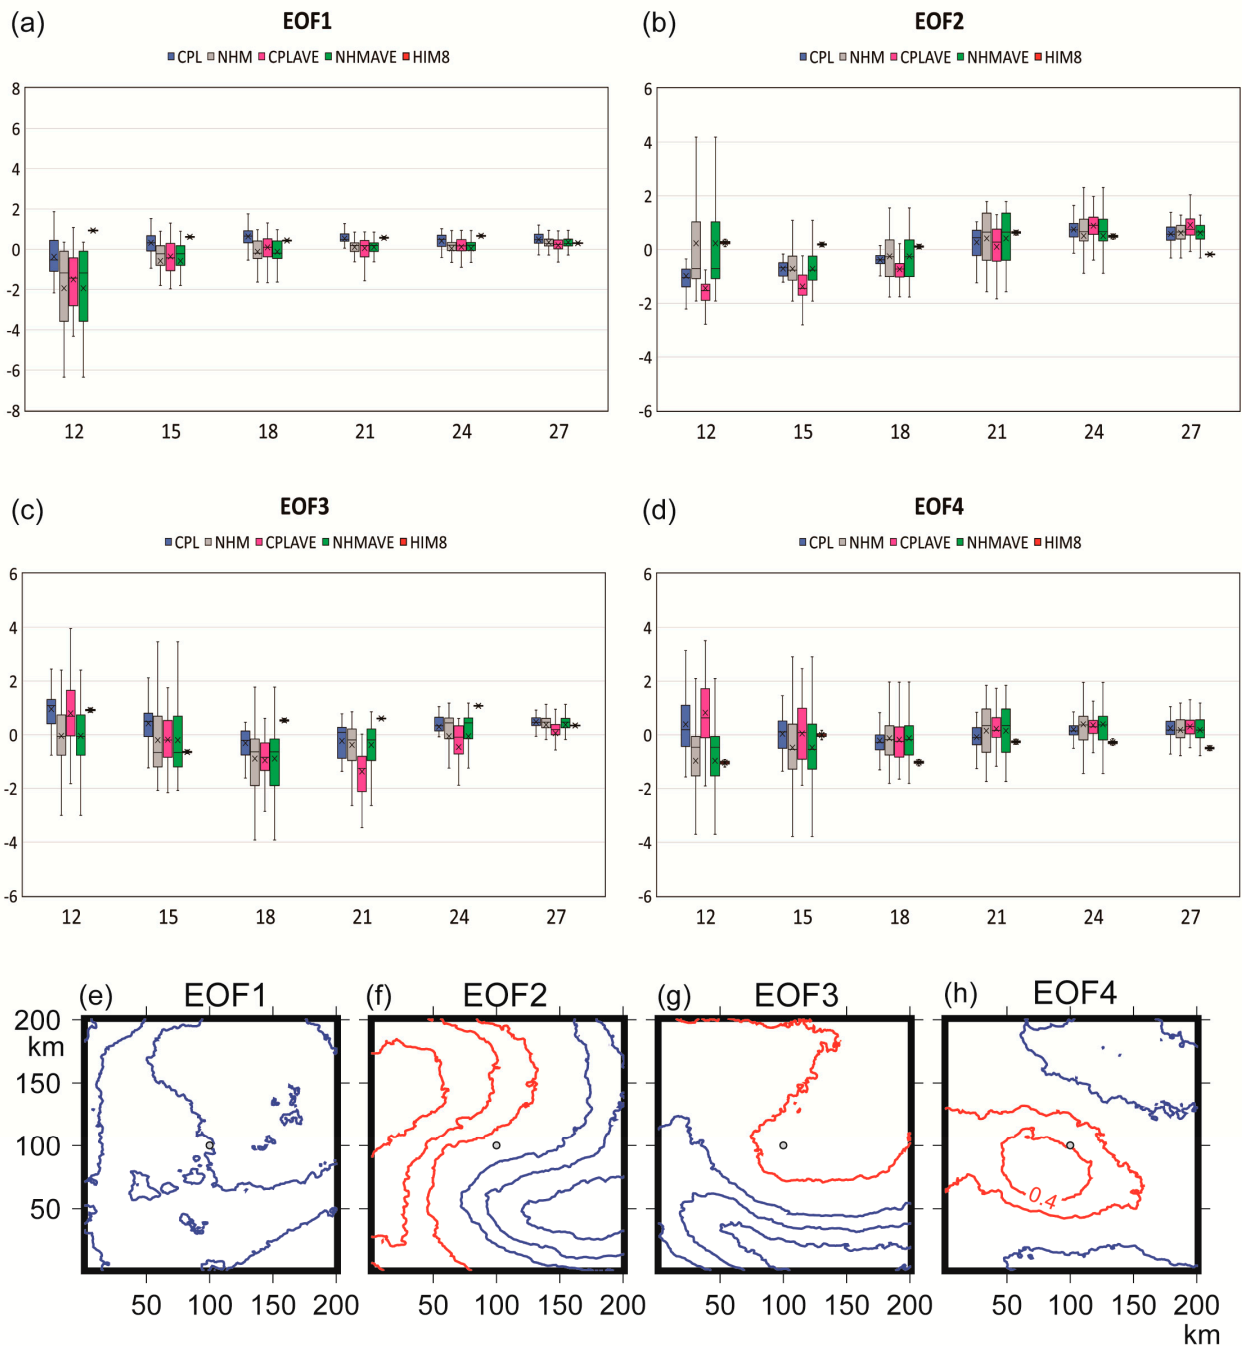 (a) EOF1
CPL NHM CPLAVE NHMAVE HIM8
8
6
4
2
0
-2
-4
-6
-8
12 15 18 21 24 27
(b) EOF2
CPL NHM CPLAVE NHMAVE HIM8
6
4
2
0
-2
-4
-6
12 15 18 21 24 27
(c) EOF3
CPL NHM CPLAVE NHMAVE HIM8
6
4
2
0
-2
-4
-6
12 15 18 21 24 27
(d) EOF4
CPL NHM CPLAVE NHMAVE HIM8
6
4
2
0
-2
-4
-6
12 15 18 21 24 27
(e) EOF1 (f) EOF2 (g) EOF3 (h) EOF4
200
km
150
100
50
0.4
50 100 150 200 50 100 150 200 50 100 150 200 50 100 150 200
km